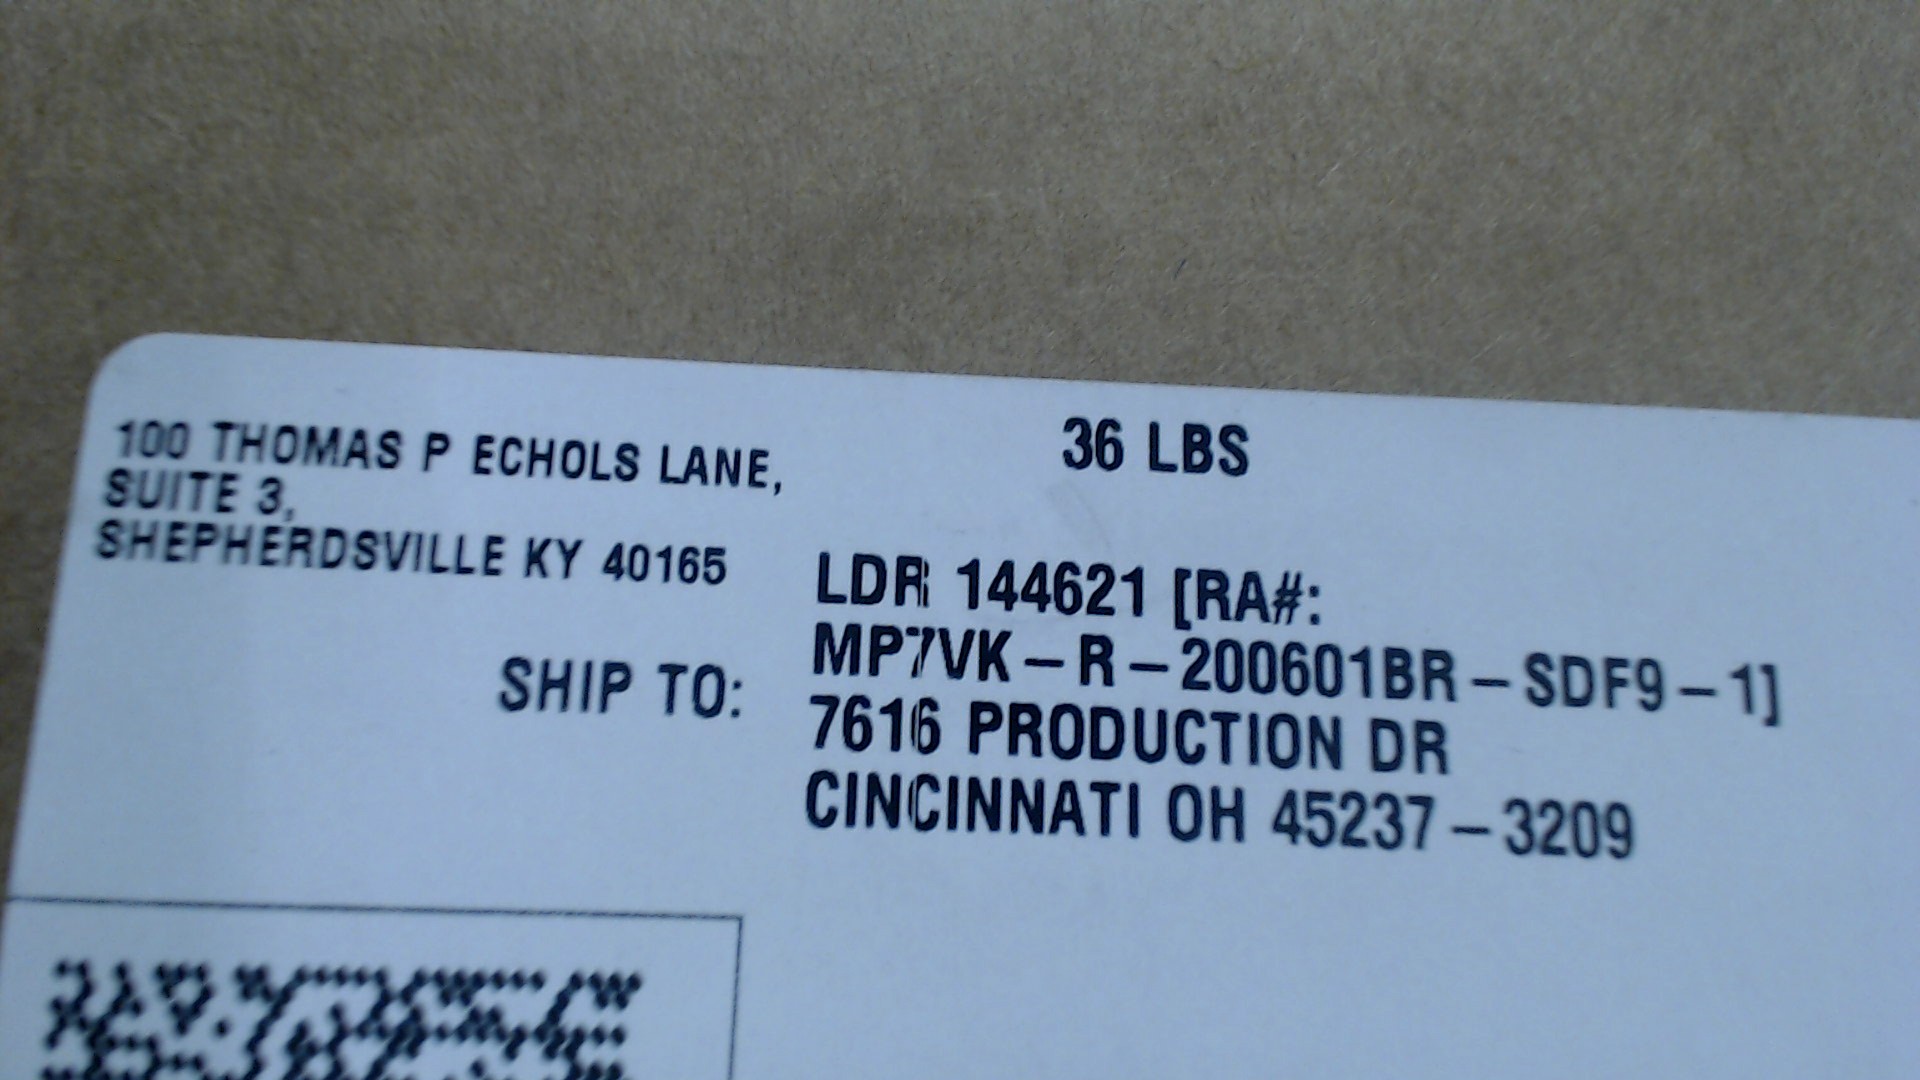 100 THOMAS P ECHOLS LANE,
SUITE 3,
SHEPHERDSVILLE KY 40165
36 LBS
SHIP TO:
LDR 144621 [RA#:
MP7VK-R-200601BR-SDF9-1]
7616 PRODUCTION DR
CINCINNATI OH 45237-3209